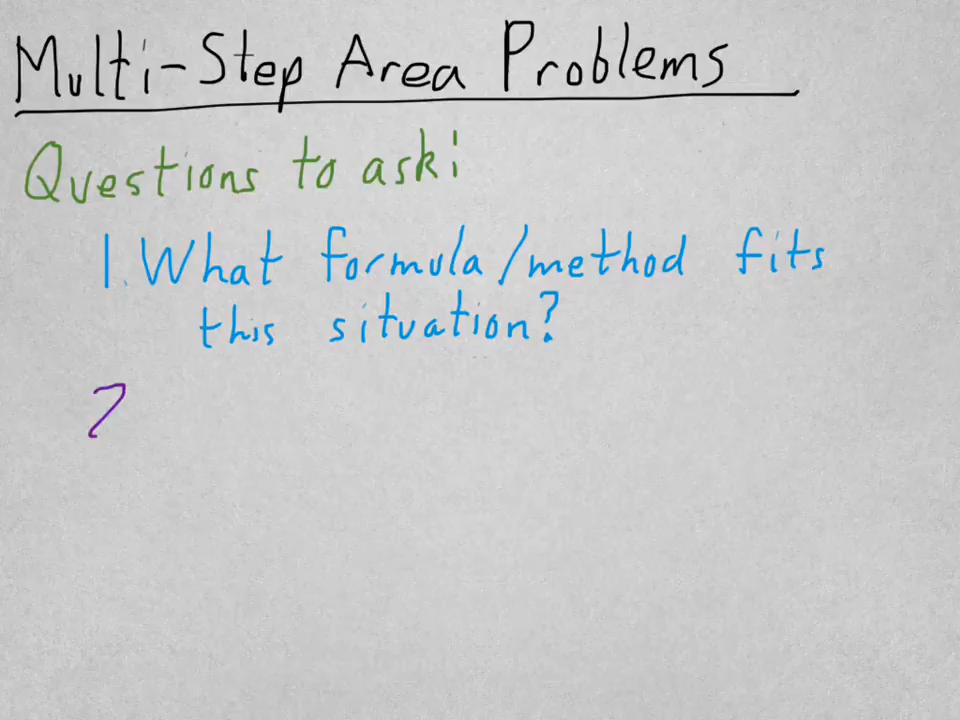 Multi-Step Area Problems
Questions to ask:
1. What formula/method fits
this situation?
2